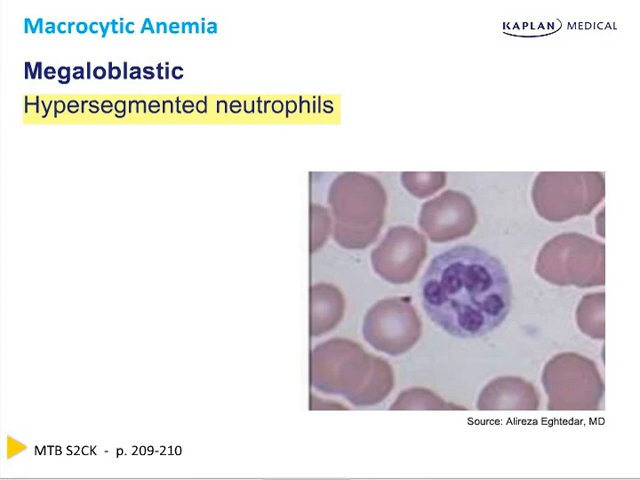 Macrocytic Anemia
KAPLAN MEDICAL
Megaloblastic
Hypersegmented neutrophils
Source: Alireza Eghtedar, MD
MTB S2CK - p. 209-210